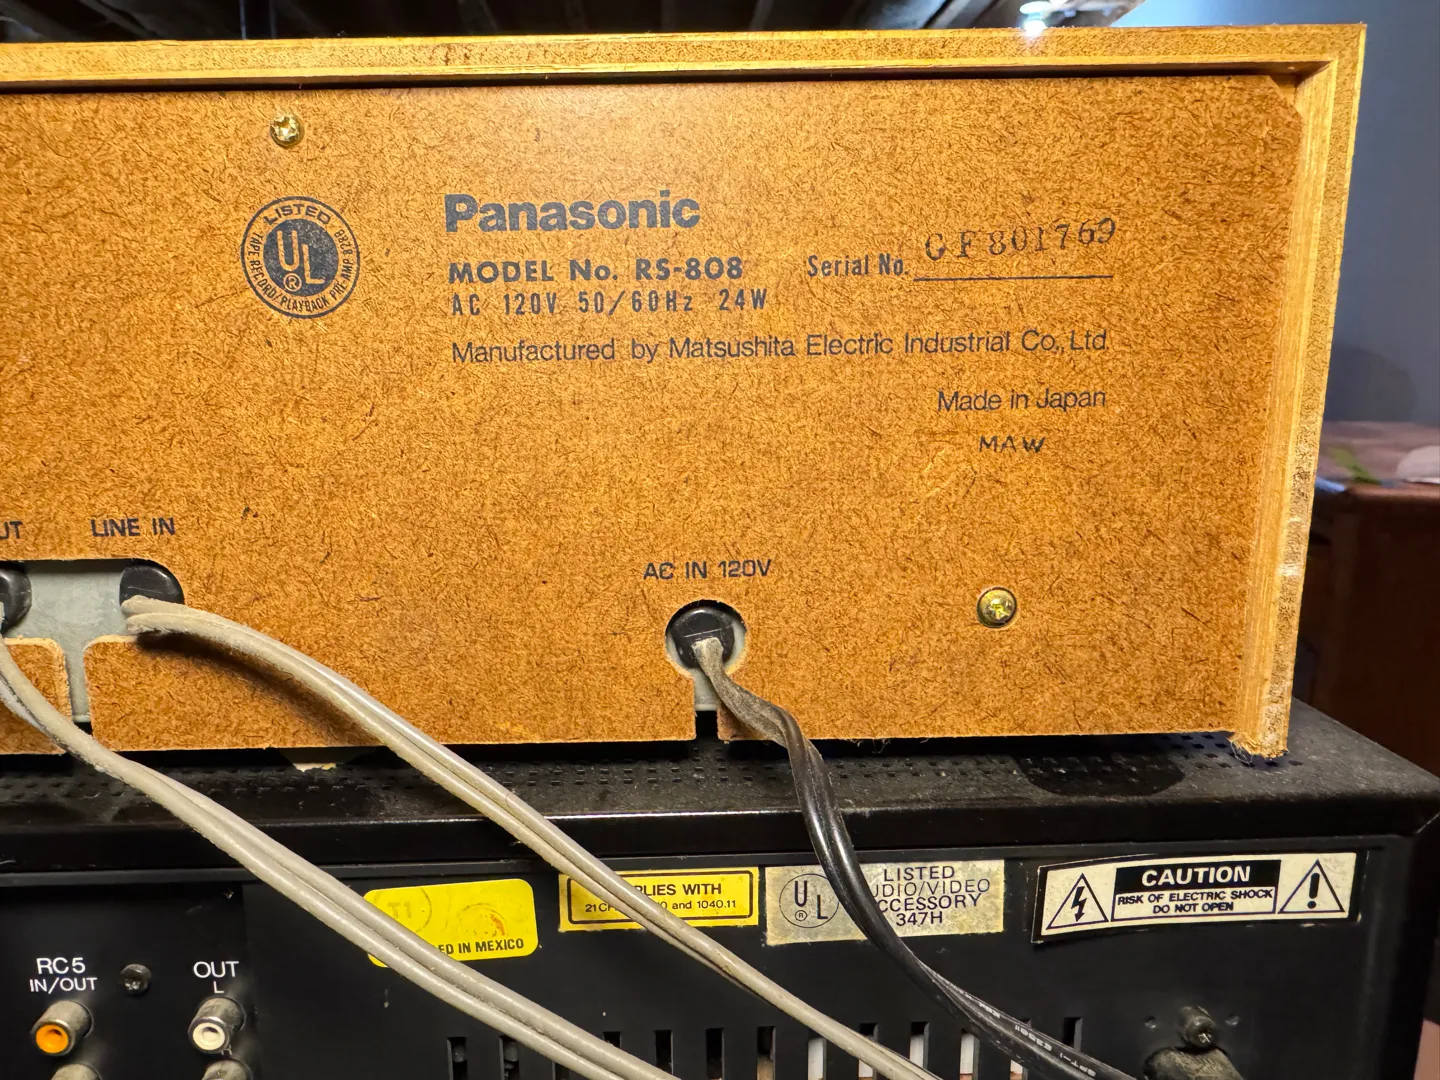 LISTED
UL
®
TAPE RECORD/PLAYBACK PRE AMP. 828B
Panasonic
MODEL No. RS-808
Serial No. GF801769
AC 120V 50/60Hz 24W
Manufactured by Matsushita Electric Industrial Co., Ltd.
Made in Japan
MAW
UT
LINE IN
AC IN 120V
PLIES WITH
and 1040.11
ED IN MEXICO
UL
®
LISTED
UDIO/VIDEO
CCESSORY
347H
CAUTION
RISK OF ELECTRIC SHOCK
DO NOT OPEN
RC5
IN/OUT
OUT
L